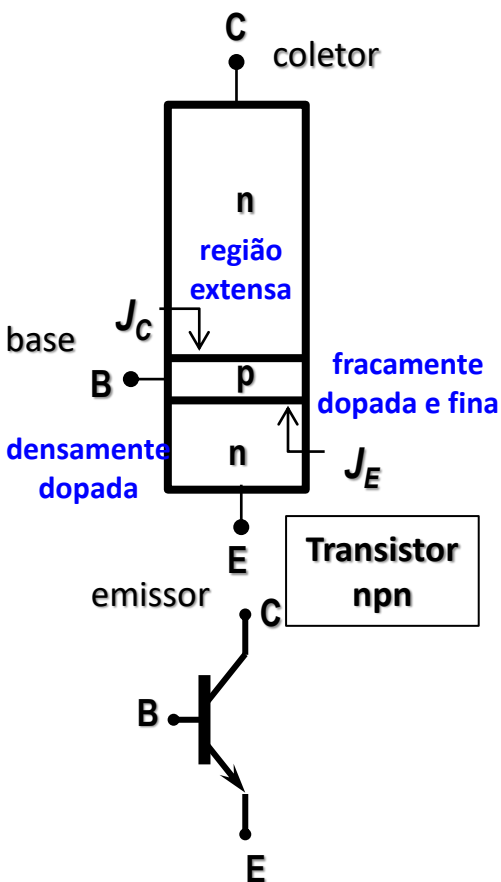 C
coletor
n
região
extensa
J_C
base
B
p
fracamente
dopada e fina
densamente
dopada
n
J_E
E
emissor
Transistor
npn
C
B
E